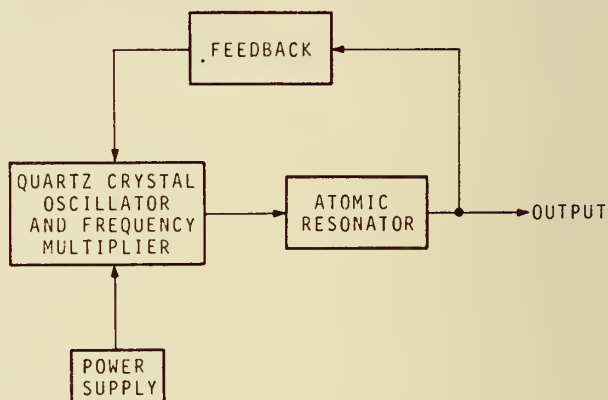 FEEDBACK
QUARTZ CRYSTAL
OSCILLATOR
AND FREQUENCY
MULTIPLIER
ATOMIC
RESONATOR
OUTPUT
POWER
SUPPLY